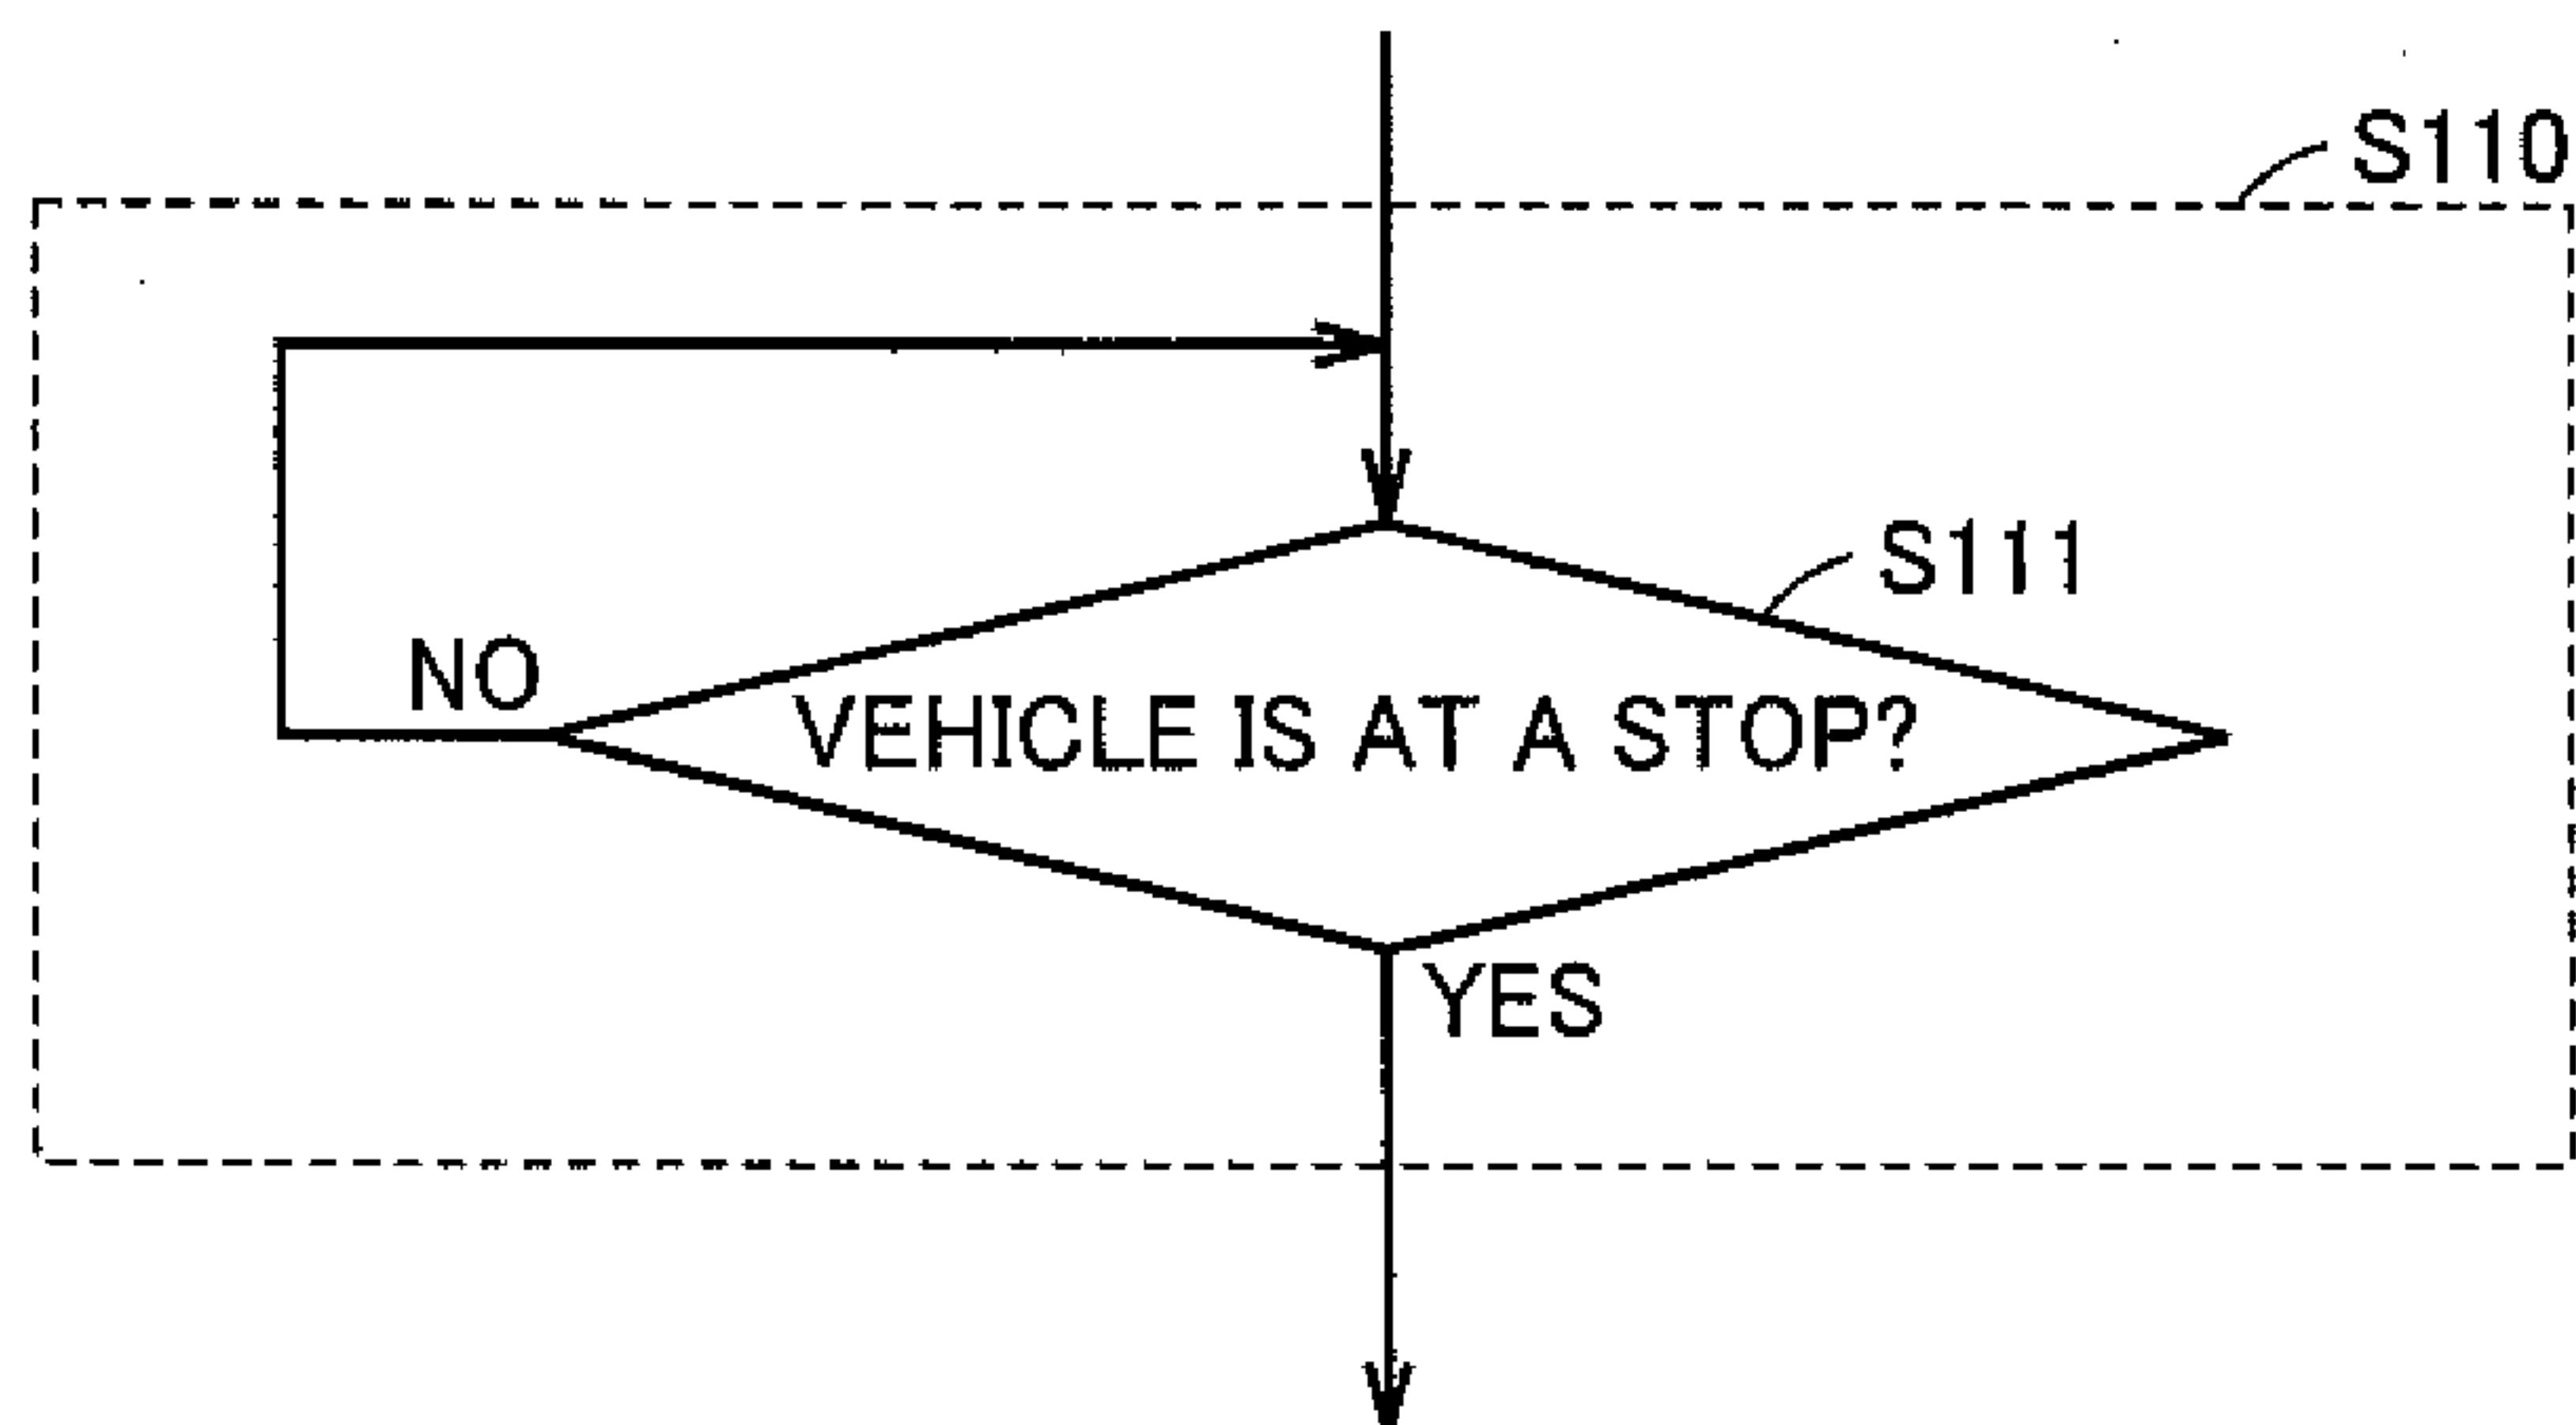 S110
S111
NO
VEHICLE IS AT A STOP?
YES